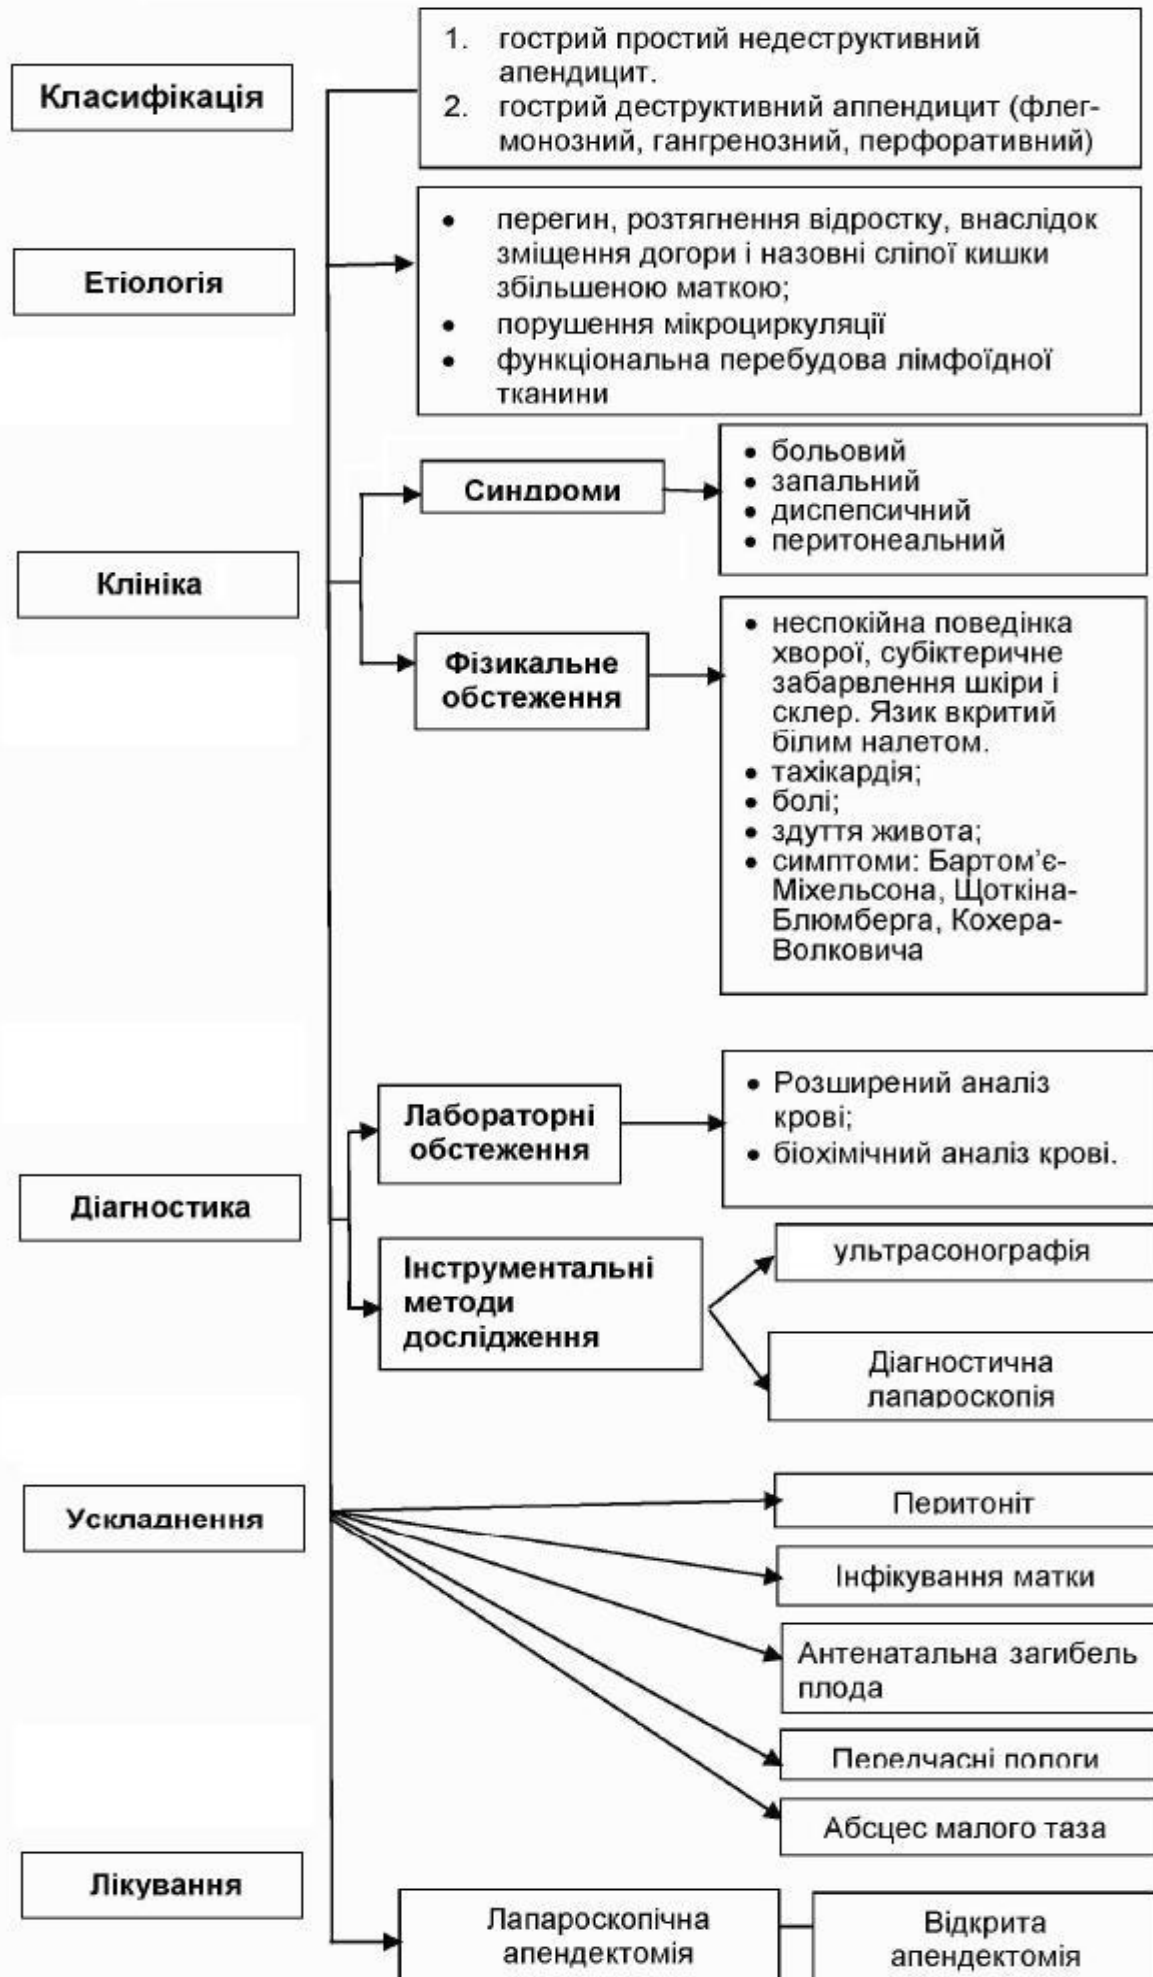 Класифікація
1. гострий простий недеструктивний
апендицит.
2. гострий деструктивний аппендицит (флег-
монозний, гангренозний, перфоративний)
Етіологія
• перегин, розтягнення відростку, внаслідок
зміщення догори і назовні сліпої кишки
збільшеною маткою;
• порушення мікроциркуляції
• функціональна перебудова лімфоїдної
тканини
Клініка
Синдроми
• больовий
• запальний
• диспепсичний
• перитонеальний
Фізикальне
обстеження
• неспокійна поведінка
хворої, субіктеричне
забарвлення шкіри і
склер. Язик вкритий
білим налетом.
• тахікардія;
• болі;
• здуття живота;
• симптоми: Бартом’є-
Міхельсона, Щоткіна-
Блюмберга, Кохера-
Волковича
Діагностика
Лабораторні
обстеження
• Розширений аналіз
крові;
• біохімічний аналіз крові.
Інструментальні
методи
дослідження
ультрасонографія
Діагностична
лапароскопія
Ускладнення
Перитоніт
Інфікування матки
Антенатальна загибель
плода
Передчасні пологи
Абсцес малого таза
Лікування
Лапароскопічна
апендектомія
Відкрита
апендектомія